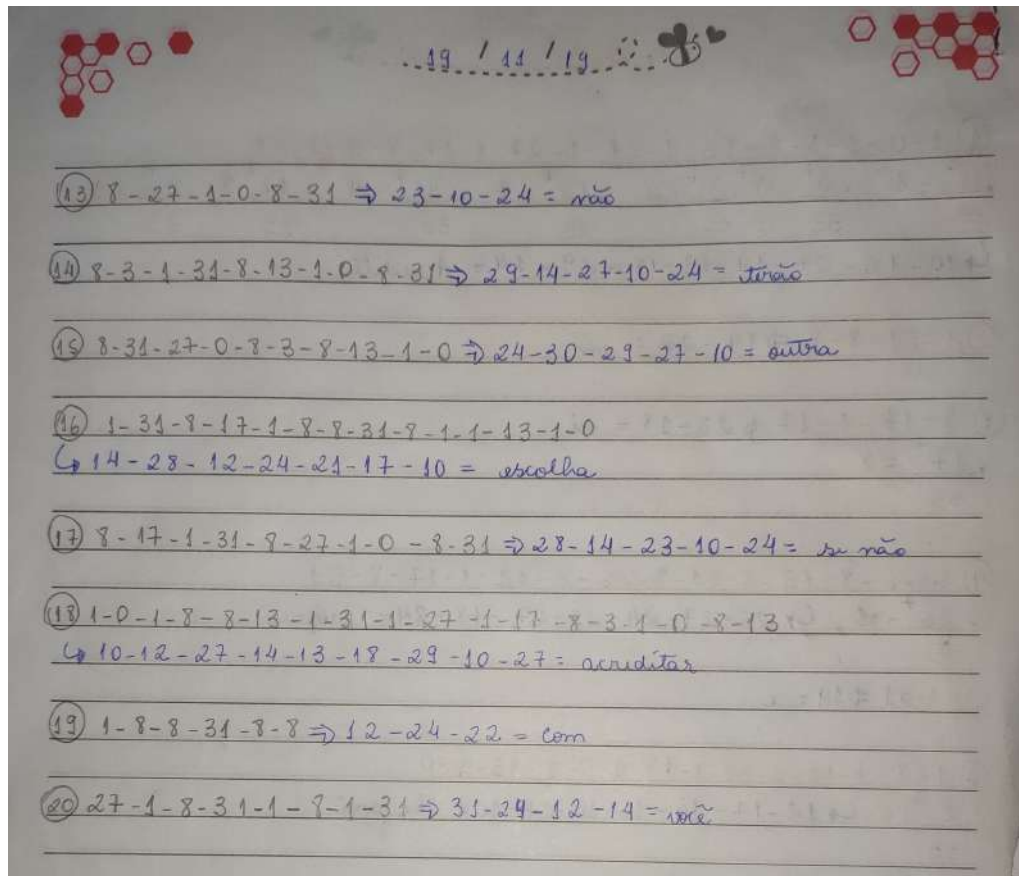 19 / 11 / 19
(13) 8-27-1-0-8-31 ⇒ 23-10-24 = não
(14) 8-3-1-31-8-13-1-0-8-31 ⇒ 29-14-27-10-24 = terão
(15) 8-31-27-0-8-3-8-13-1-0 ⇒ 24-30-29-27-10 = outra
(16) 1-31-8-17-1-8-8-31-8-1-1-13-1-0
↳ 14-28-12-24-21-17-10 = escolha
(17) 8-17-1-31-8-27-1-0-8-31 ⇒ 28-14-23-10-24 = se não
(18) 1-0-1-8-8-13-1-31-1-27-1-17-8-3-1-0-8-13
↳ 10-12-27-14-13-18-29-10-27 = acreditar
(19) 1-8-8-31-8-8 ⇒ 12-24-22 = com
(20) 27-1-8-31-1-8-1-31 ⇒ 31-24-12-14 = você